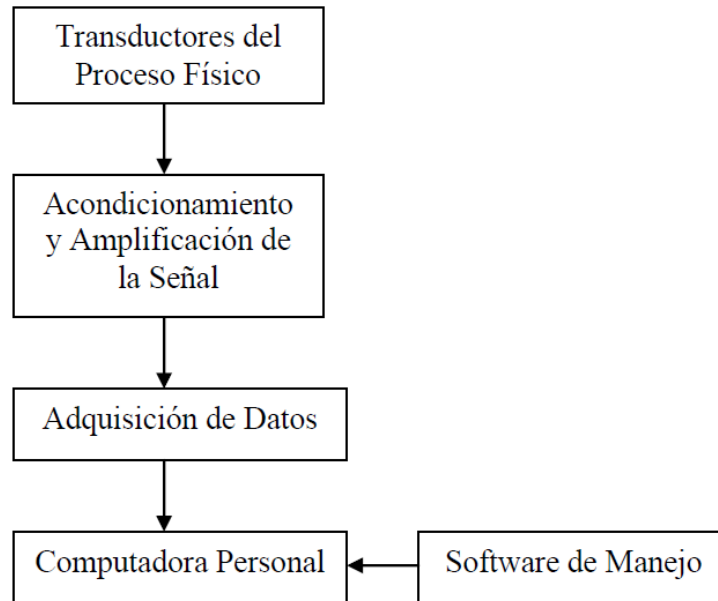 Transductores del
Proceso Físico
Acondicionamiento
y Amplificación de
la Señal
Adquisición de Datos
Computadora Personal
Software de Manejo